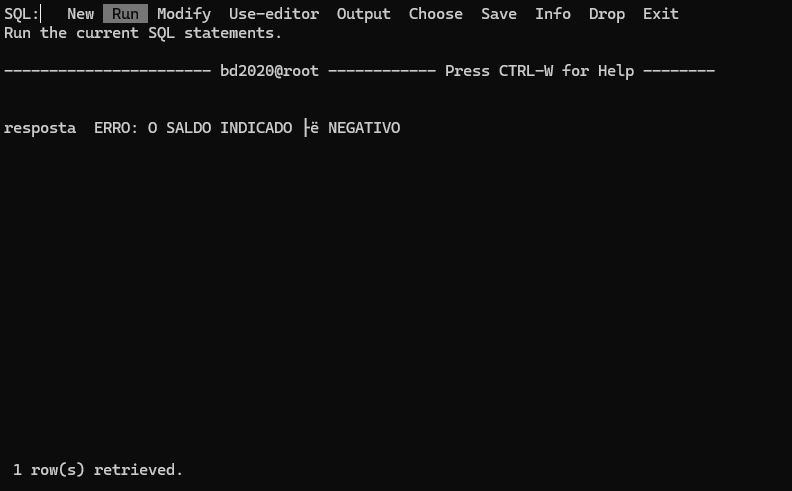 SQL:  New  Run  Modify  Use-editor  Output  Choose  Save  Info  Drop  Exit
Run the current SQL statements.
----------------------- bd2020@root ------------ Press CTRL-W for Help --------
resposta  ERRO: O SALDO INDICADO ├ë NEGATIVO
1 row(s) retrieved.